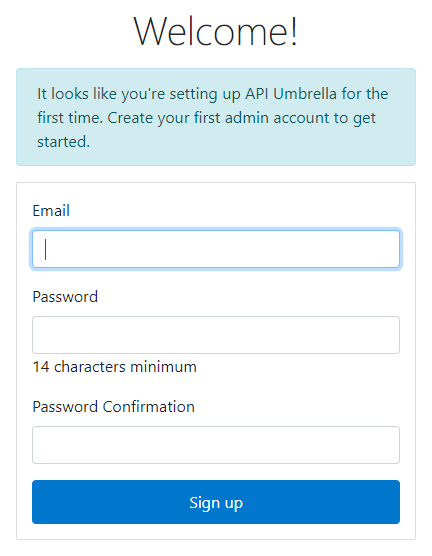 Welcome!
It looks like you're setting up API Umbrella for the
first time. Create your first admin account to get
started.
Email
Password
14 characters minimum
Password Confirmation
Sign up